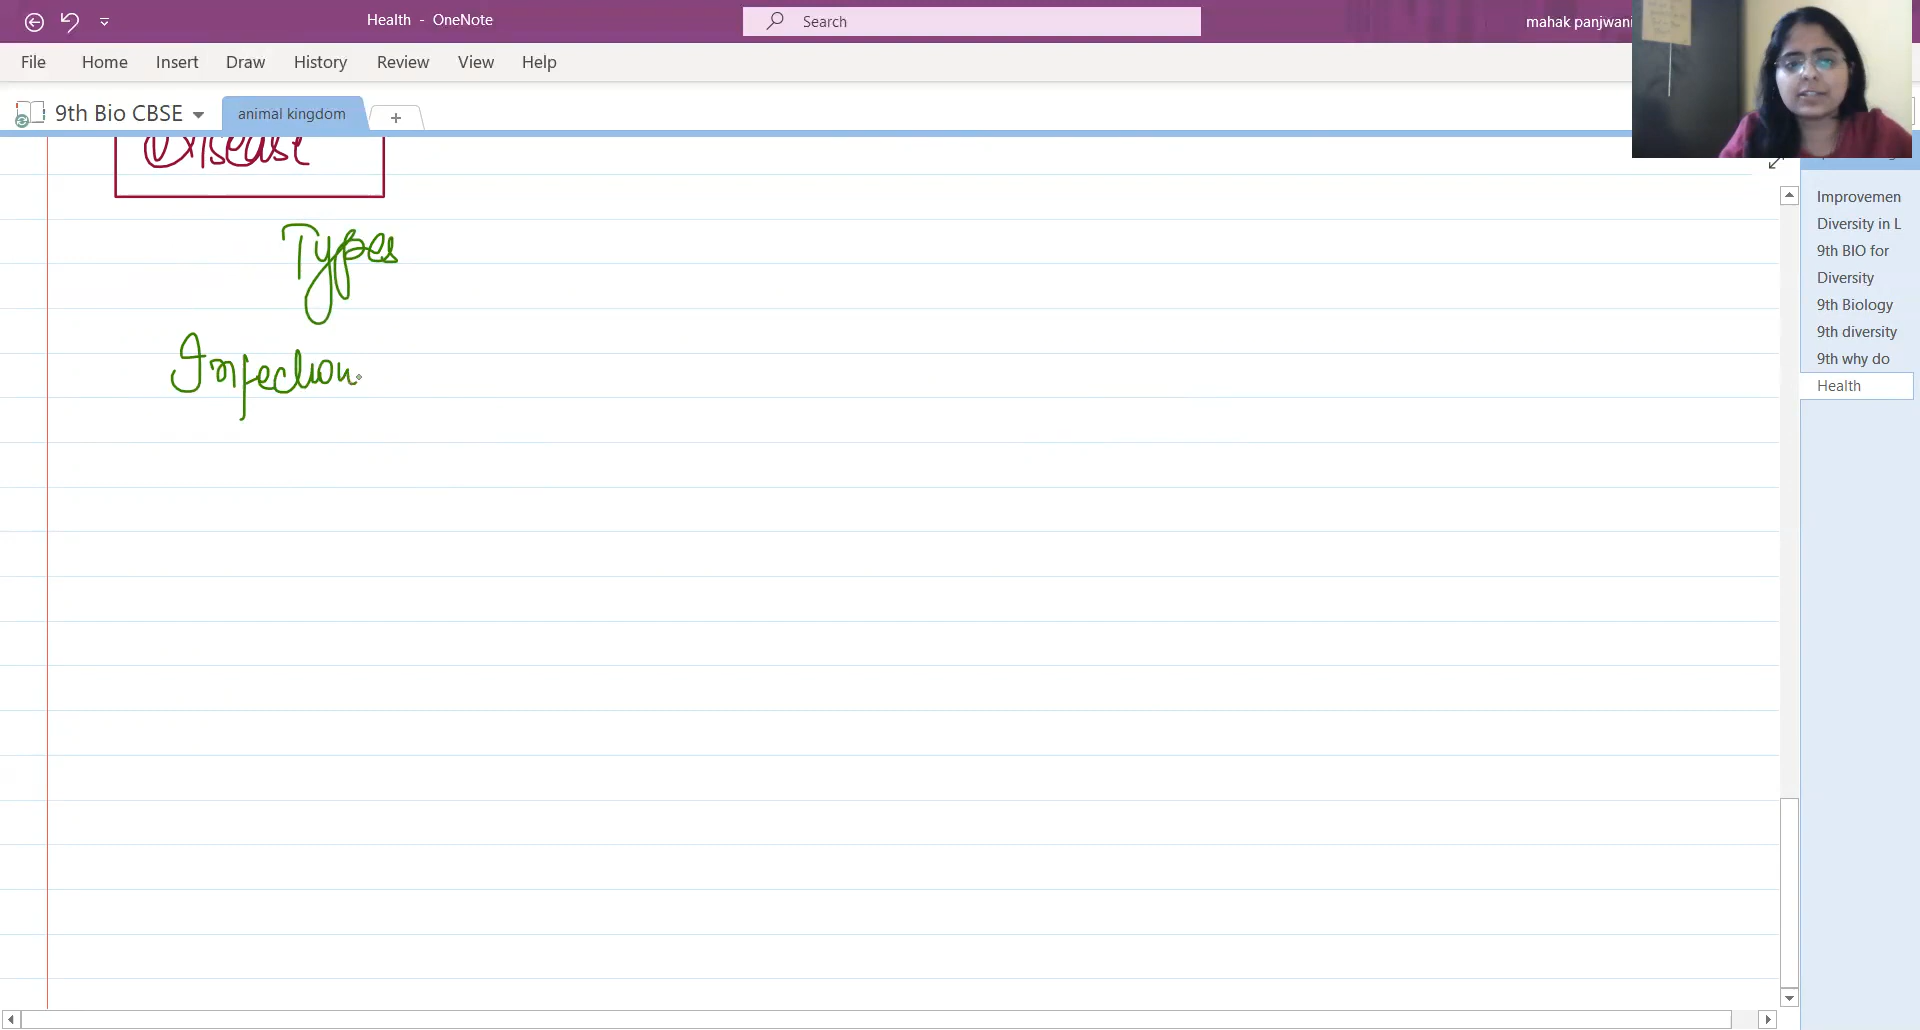 Health - OneNote
Search
mahak panjwani
File Home Insert Draw History Review View Help
9th Bio CBSE
animal kingdom
+
Disease
Types
Infection
Improvemen
Diversity in L
9th BIO for
Diversity
9th Biology
9th diversity
9th why do
Health